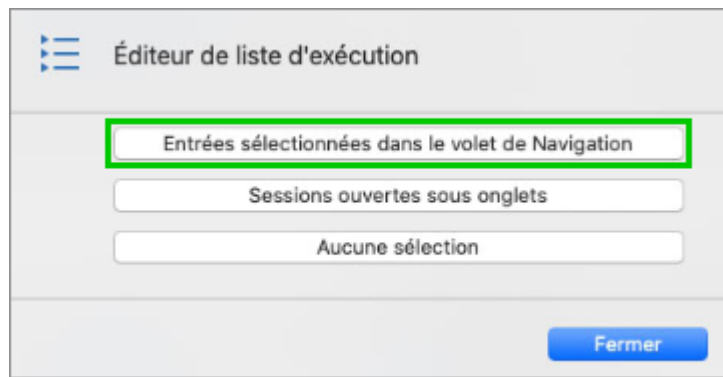 Éditeur de liste d'exécution
Entrées sélectionnées dans le volet de Navigation
Sessions ouvertes sous onglets
Aucune sélection
Fermer